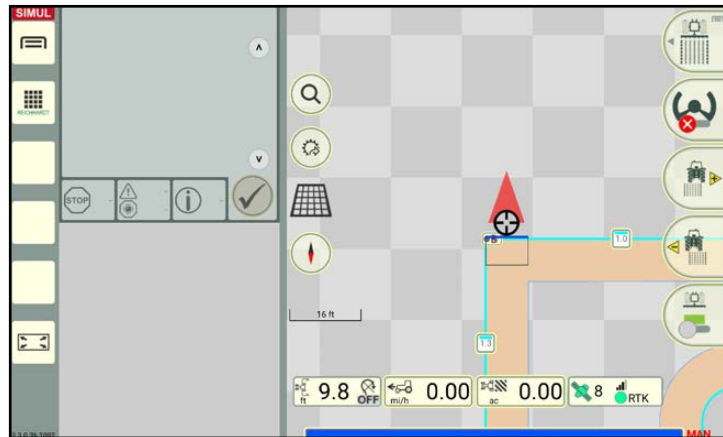 SIMUL
REICHHARDT
STOP
B
1.0
1.3
16 ft
ft 9.8 OFF
mi/h 0.00
ac 0.00
8 RTK
MAN